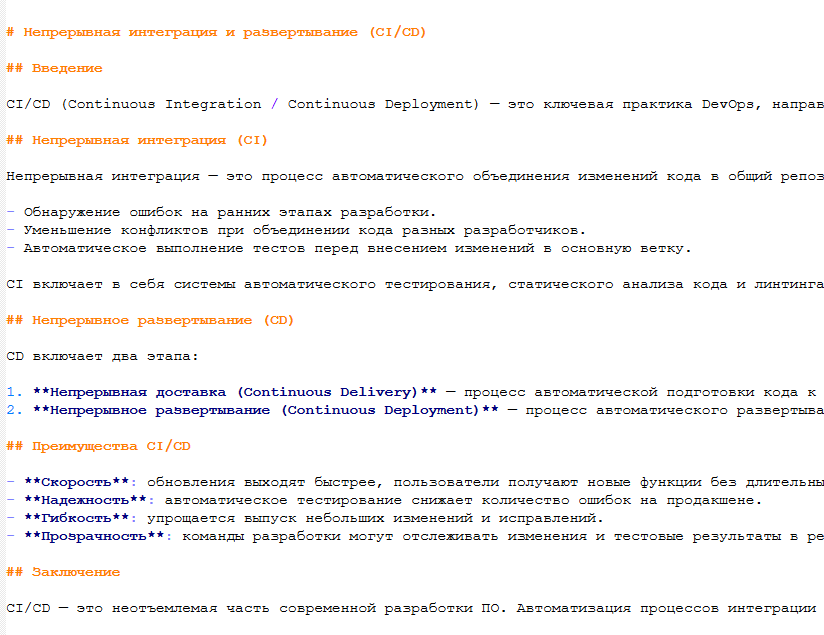 # Непрерывная интеграция и развертывание (CI/CD)
## Введение
CI/CD (Continuous Integration / Continuous Deployment) — это ключевая практика DevOps, направ
## Непрерывная интеграция (CI)
Непрерывная интеграция — это процесс автоматического объединения изменений кода в общий репоз
- Обнаружение ошибок на ранних этапах разработки.
- Уменьшение конфликтов при объединении кода разных разработчиков.
- Автоматическое выполнение тестов перед внесением изменений в основную ветку.
CI включает в себя системы автоматического тестирования, статического анализа кода и линтинга
## Непрерывное развертывание (CD)
CD включает два этапа:
1. **Непрерывная доставка (Continuous Delivery)** — процесс автоматической подготовки кода к
2. **Непрерывное развертывание (Continuous Deployment)** — процесс автоматического развертыва
## Преимущества CI/CD
- **Скорость**: обновления выходят быстрее, пользователи получают новые функции без длительны
- **Надежность**: автоматическое тестирование снижает количество ошибок на продакшене.
- **Гибкость**: упрощается выпуск небольших изменений и исправлений.
- **Прозрачность**: команды разработки могут отслеживать изменения и тестовые результаты в ре
## Заключение
CI/CD — это неотъемлемая часть современной разработки ПО. Автоматизация процессов интеграции